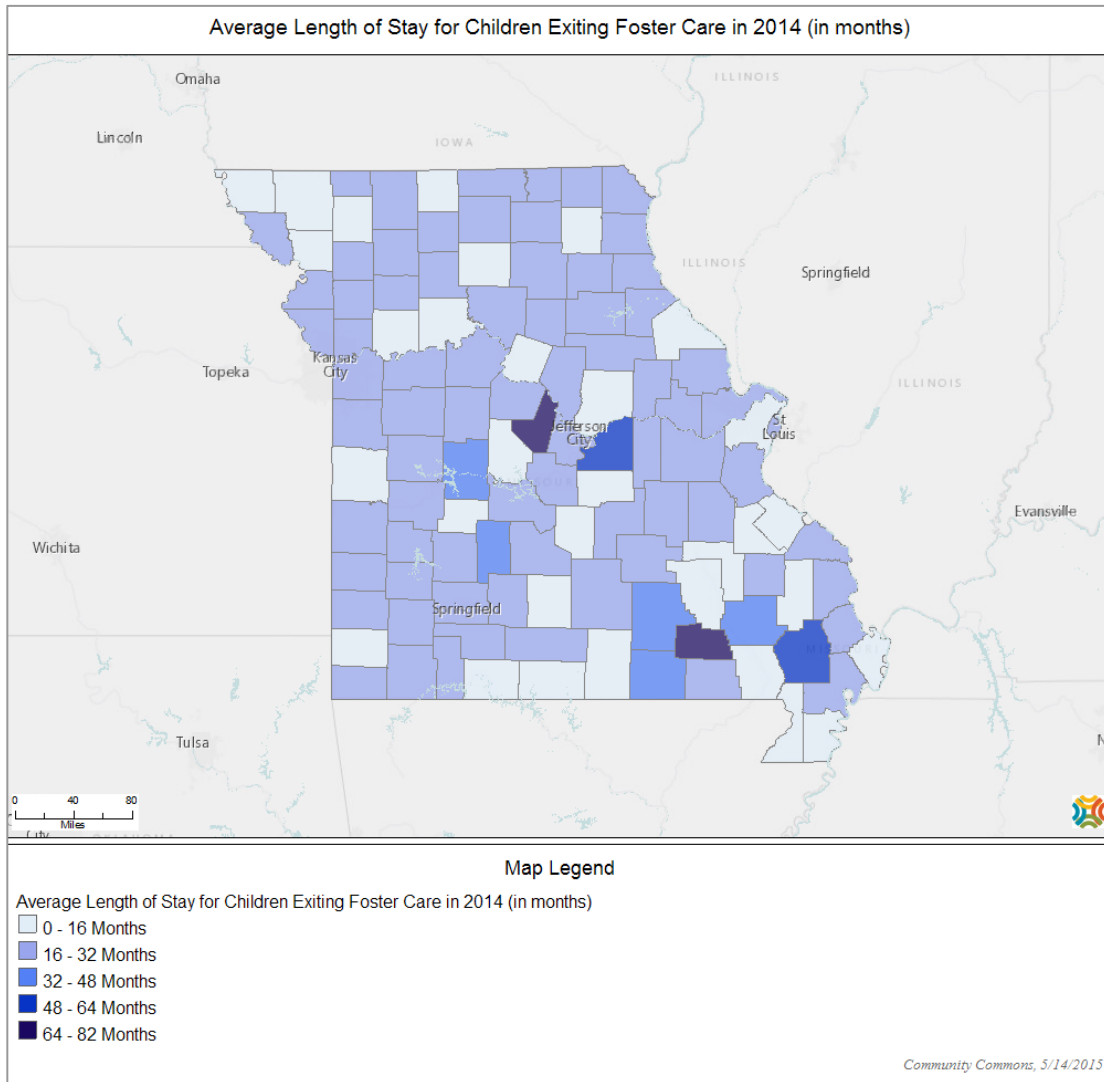 Average Length of Stay for Children Exiting Foster Care in 2014 (in months)
Omaha
ILLINOIS
Lincoln
IOWA
ILLINOIS
Springfield
Kansas
City
Topeka
ILLINOIS
Jefferson
City
St
Louis
Evansville
Wichita
Springfield
Tulsa
N
0 40 80
Miles
City
OKLAHOMA
Map Legend
Average Length of Stay for Children Exiting Foster Care in 2014 (in months)
0 - 16 Months
16 - 32 Months
32 - 48 Months
48 - 64 Months
64 - 82 Months
Community Commons, 5/14/2015